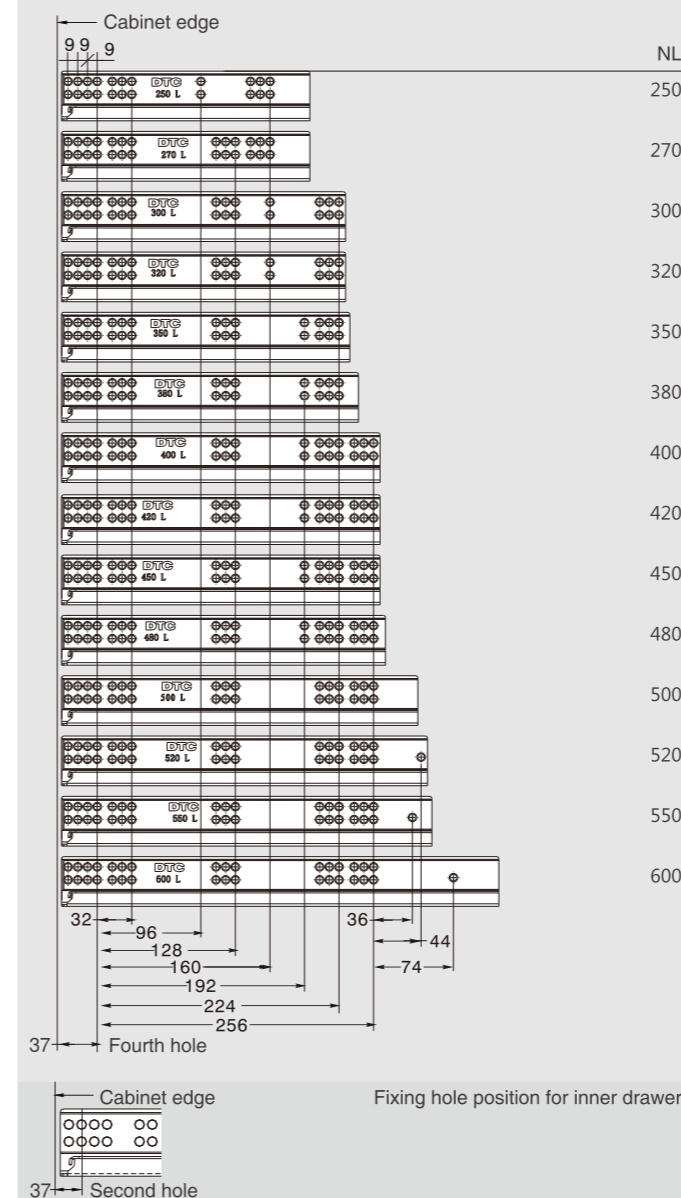 Cabinet edge
9 9 9
NL
DTC
250 L
250
DTC
270 L
270
DTC
300 L
300
DTC
320 L
320
DTC
350 L
350
DTC
380 L
380
DTC
400 L
400
DTC
420 L
420
DTC
450 L
450
DTC
480 L
480
DTC
500 L
500
DTC
520 L
520
DTC
550 L
550
DTC
600 L
600
32 36
96 44
128
160 74
192
224
256
37 Fourth hole
Cabinet edge Fixing hole position for inner drawer
37 Second hole